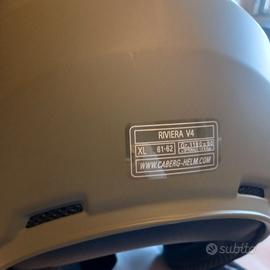 RIVIERA V4
XL 61-62
WWW.CABERG-HELM.COM
subito